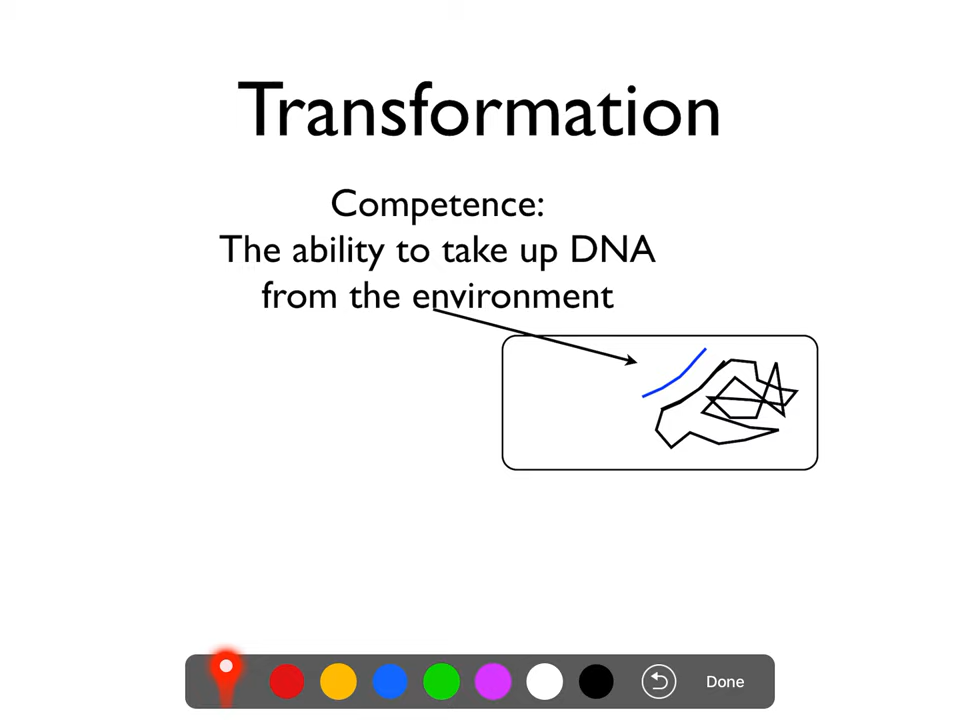 Transformation
Competence:
The ability to take up DNA
from the environment
Done